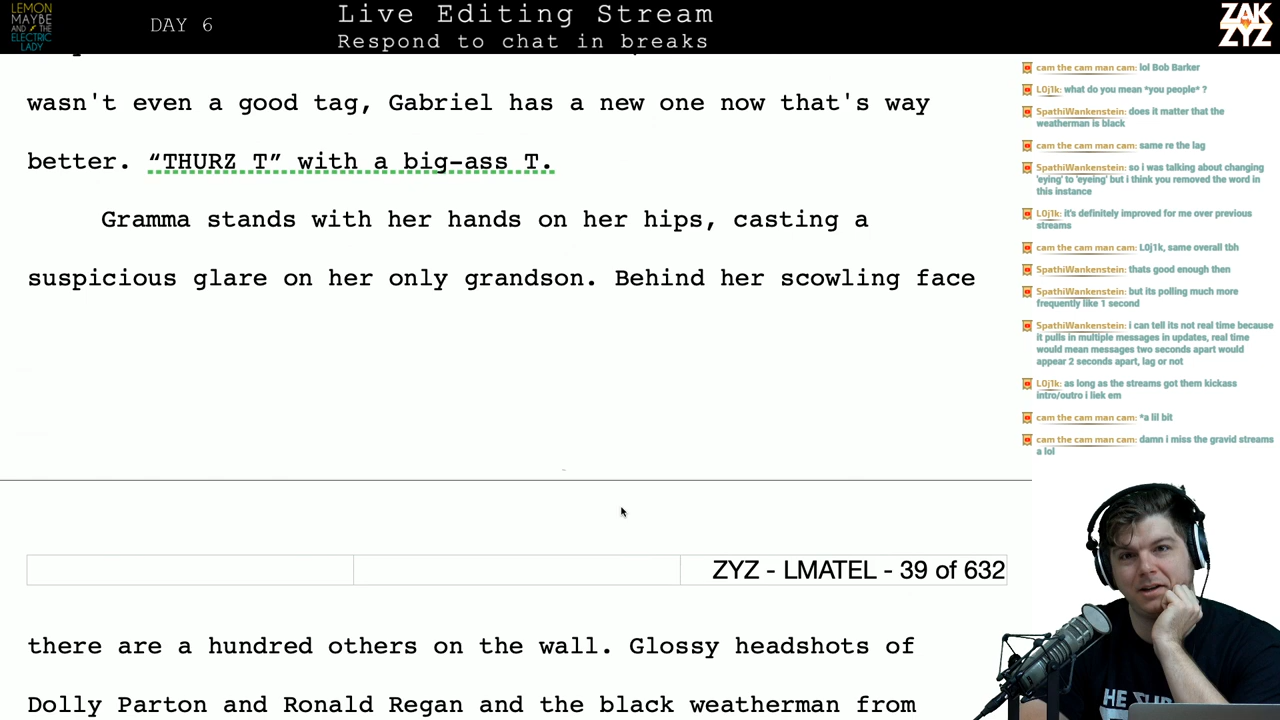 LEMON
MAYBE
AND THE
ELECTRIC
LADY
DAY 6
Live Editing Stream
Respond to chat in breaks
ZAK
ZYZ
wasn't even a good tag, Gabriel has a new one now that's way
better. “THURZ T” with a big-ass T.
Gramma stands with her hands on her hips, casting a
suspicious glare on her only grandson. Behind her scowling face
ZYZ - LMATEL - 39 of 632
there are a hundred others on the wall. Glossy headshots of
Dolly Parton and Ronald Regan and the black weatherman from
cam the cam man cam: lol Bob Barker
L0j1k: what do you mean *you people* ?
SpathiWankenstein: does it matter that the
weatherman is black
cam the cam man cam: same re the lag
SpathiWankenstein: so i was talking about changing
'eying' to 'eyeing' but i think you removed the word in
this instance
L0j1k: it's definitely improved for me over previous
streams
cam the cam man cam: L0j1k, same overall tbh
SpathiWankenstein: thats good enough then
SpathiWankenstein: but its polling much more
frequently like 1 second
SpathiWankenstein: i can tell its not real time because
it pulls in multiple messages in updates, real time
would mean messages two seconds apart would
appear 2 seconds apart, lag or not
L0j1k: as long as the streams got them kickass
intro/outro i liek em
cam the cam man cam: *a lil bit
cam the cam man cam: damn i miss the gravid streams
a lol